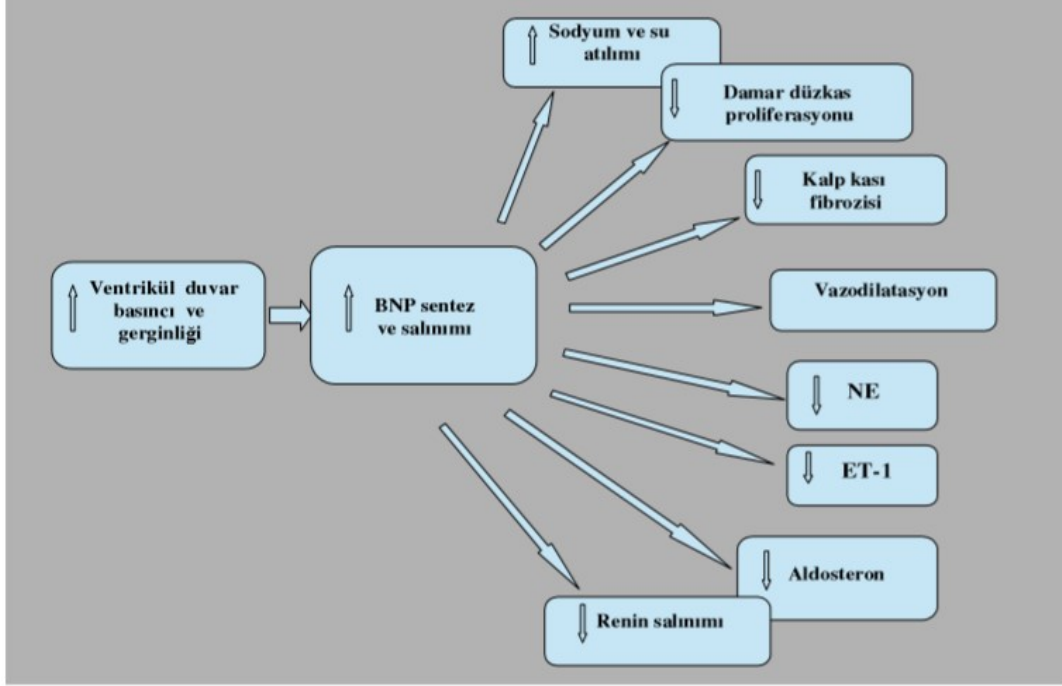 Sodyum ve su
atılımı
Damar düzkas
proliferasyonu
Kalp kası
fibrozisi
Ventrikül duvar
basıncı ve
gerginliği
BNP sentez
ve salınımı
Vazodilatasyon
NE
ET-1
Aldosteron
Renin salınımı